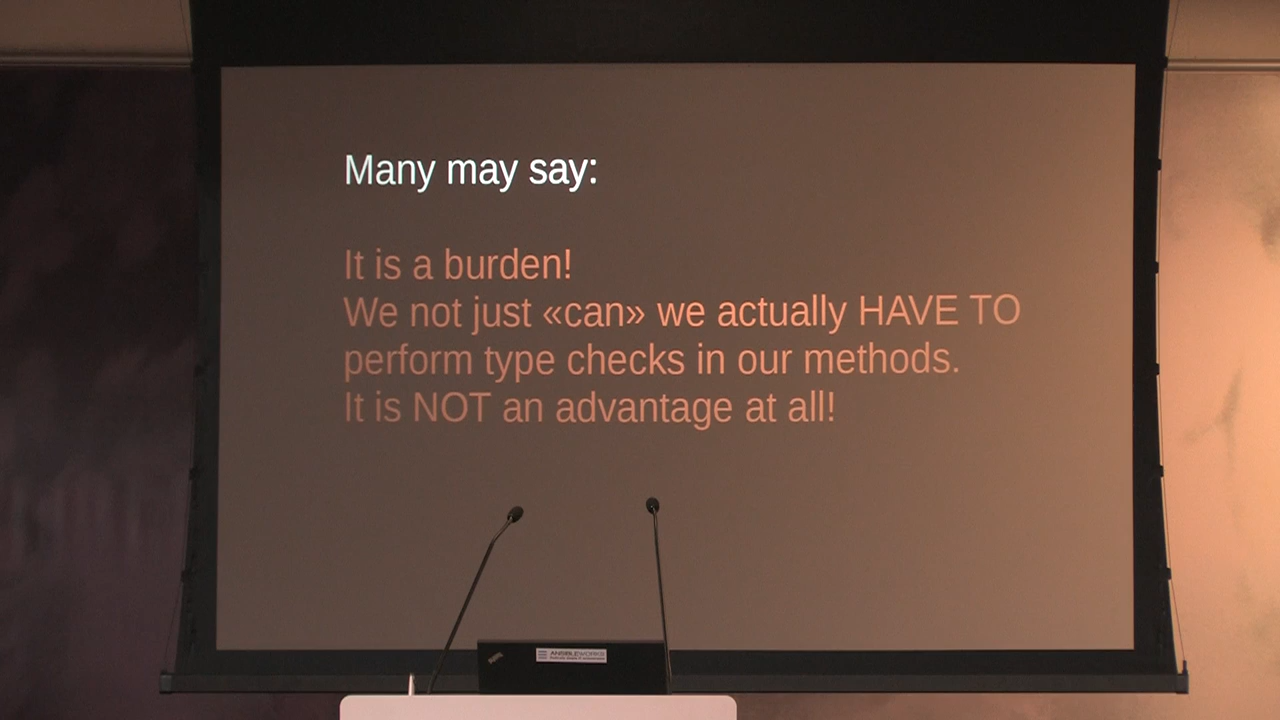 Many may say:
It is a burden!
We not just «can» we actually HAVE TO
perform type checks in our methods.
It is NOT an advantage at all!
ANSIBLEWORKS